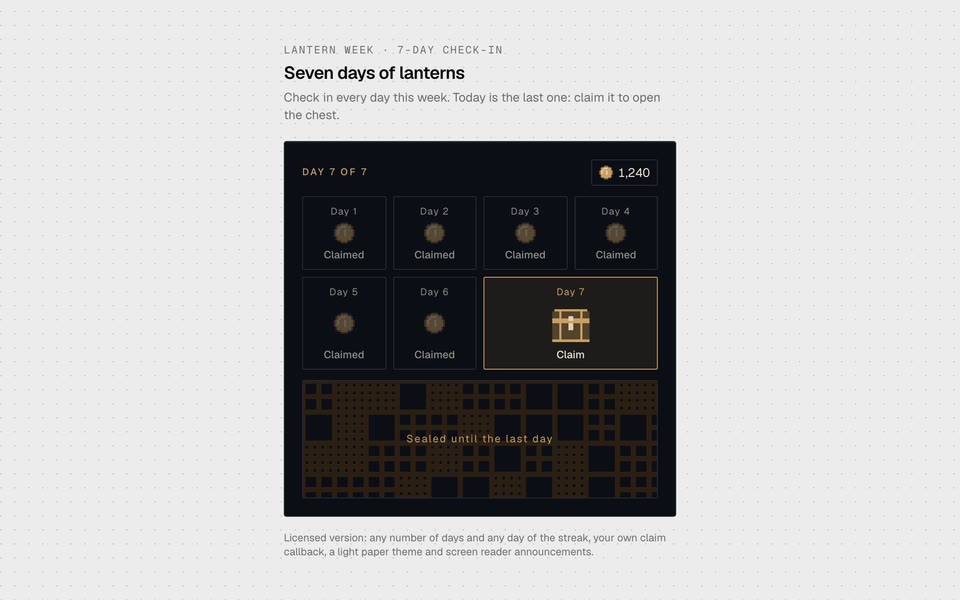 LANTERN WEEK · 7-DAY CHECK-IN
Seven days of lanterns
Check in every day this week. Today is the last one: claim it to open
the chest.
DAY 7 OF 7
1,240
Day 1
Claimed
Day 2
Claimed
Day 3
Claimed
Day 4
Claimed
Day 5
Claimed
Day 6
Claimed
Day 7
Claim
Sealed until the last day
Licensed version: any number of days and any day of the streak, your own claim
callback, a light paper theme and screen reader announcements.